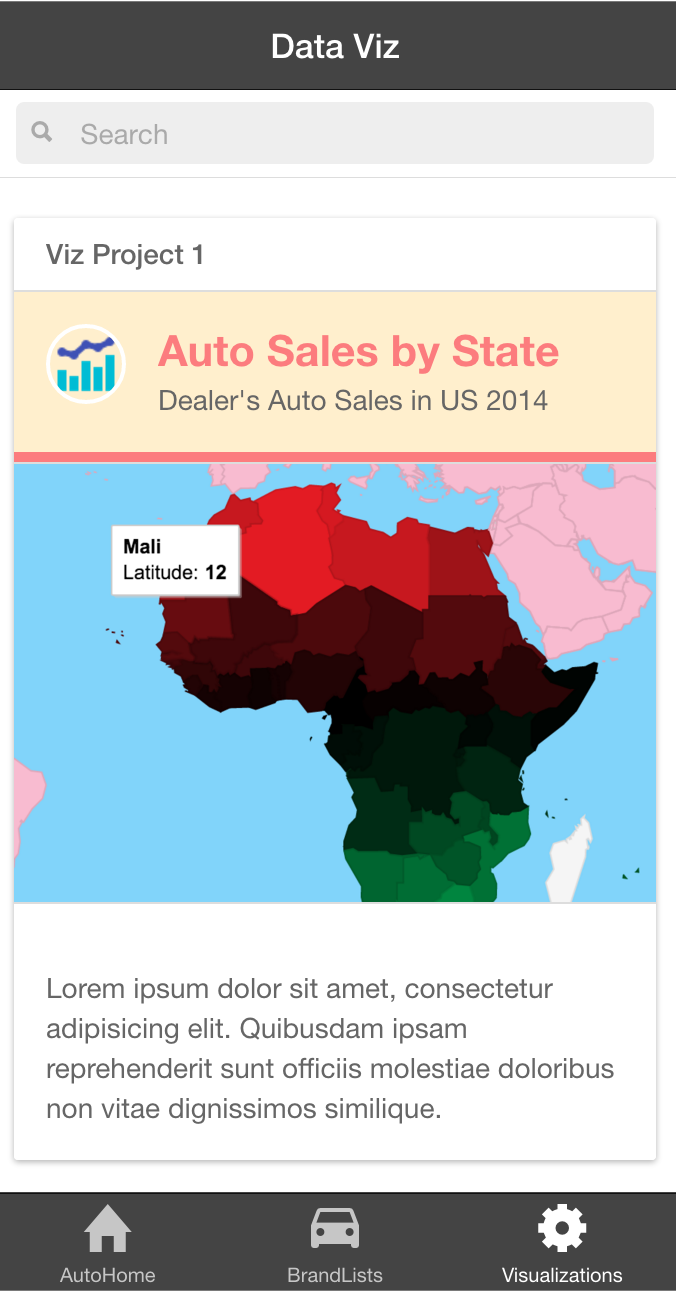 Data Viz
Search
Viz Project 1
Auto Sales by State
Dealer's Auto Sales in US 2014
Mali
Latitude: 12
Lorem ipsum dolor sit amet, consectetur
adipisicing elit. Quibusdam ipsam
reprehenderit sunt officiis molestiae doloribus
non vitae dignissimos similique.
AutoHome
BrandLists
Visualizations